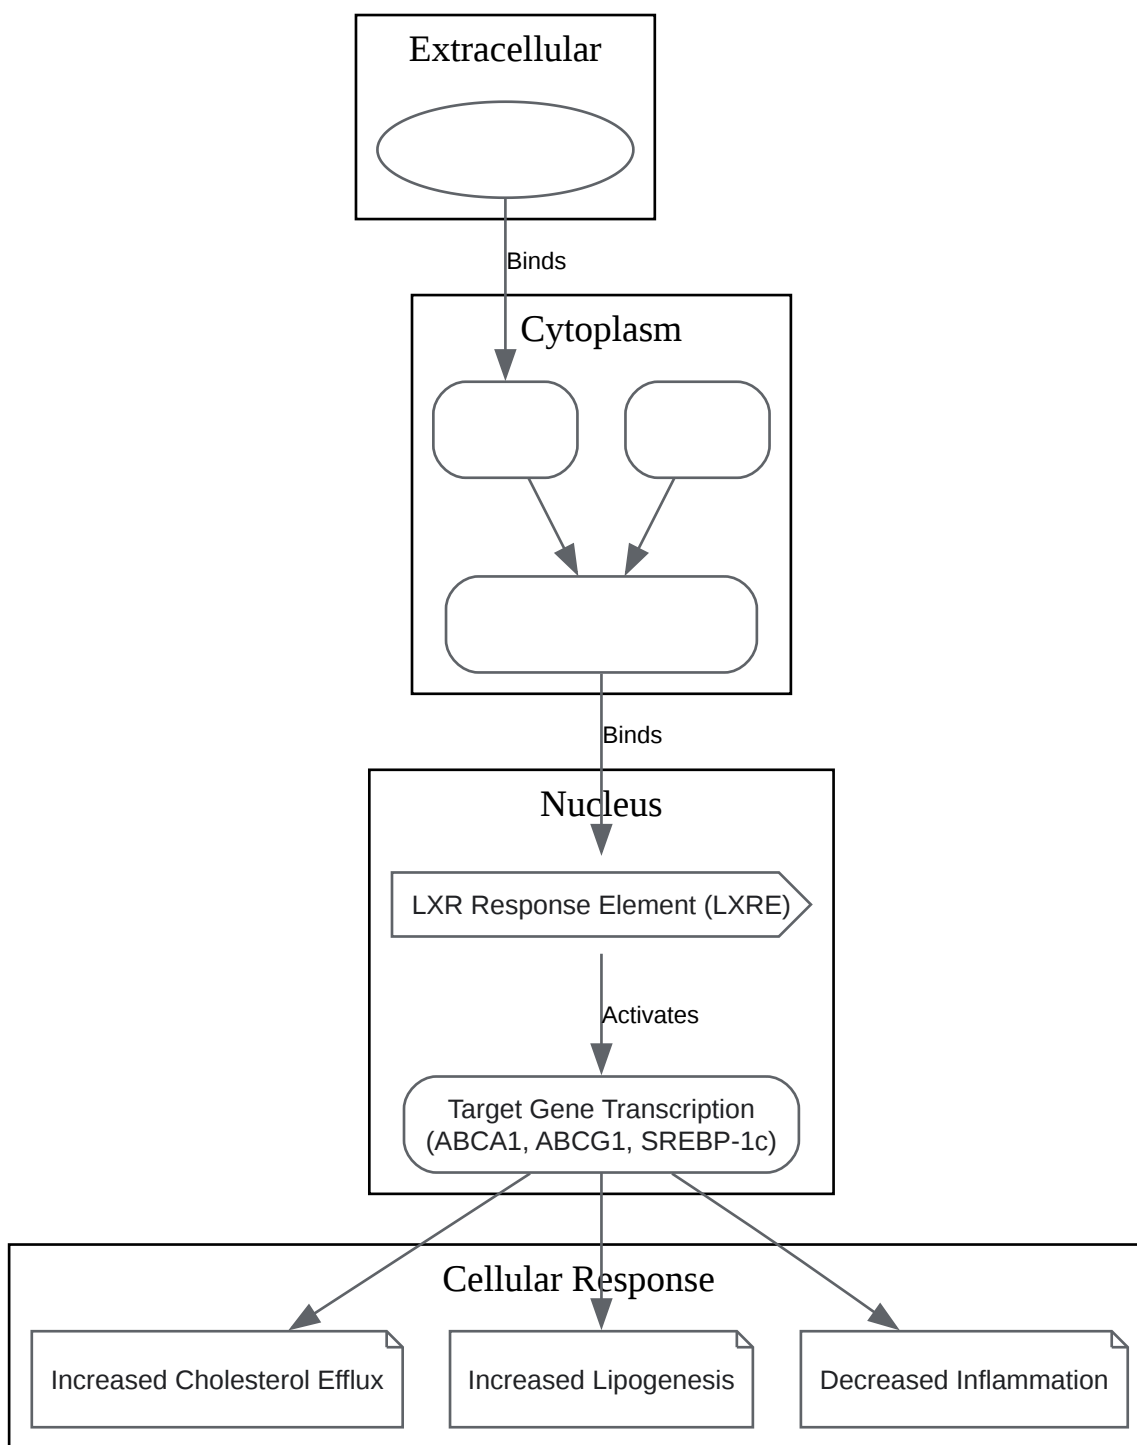 Extracellular
Binds
Cytoplasm
Binds
Nucleus
LXR Response Element (LXRE)
Activates
Target Gene Transcription
(ABCA1, ABCG1, SREBP-1c)
Cellular Response
Increased Cholesterol Efflux
Increased Lipogenesis
Decreased Inflammation